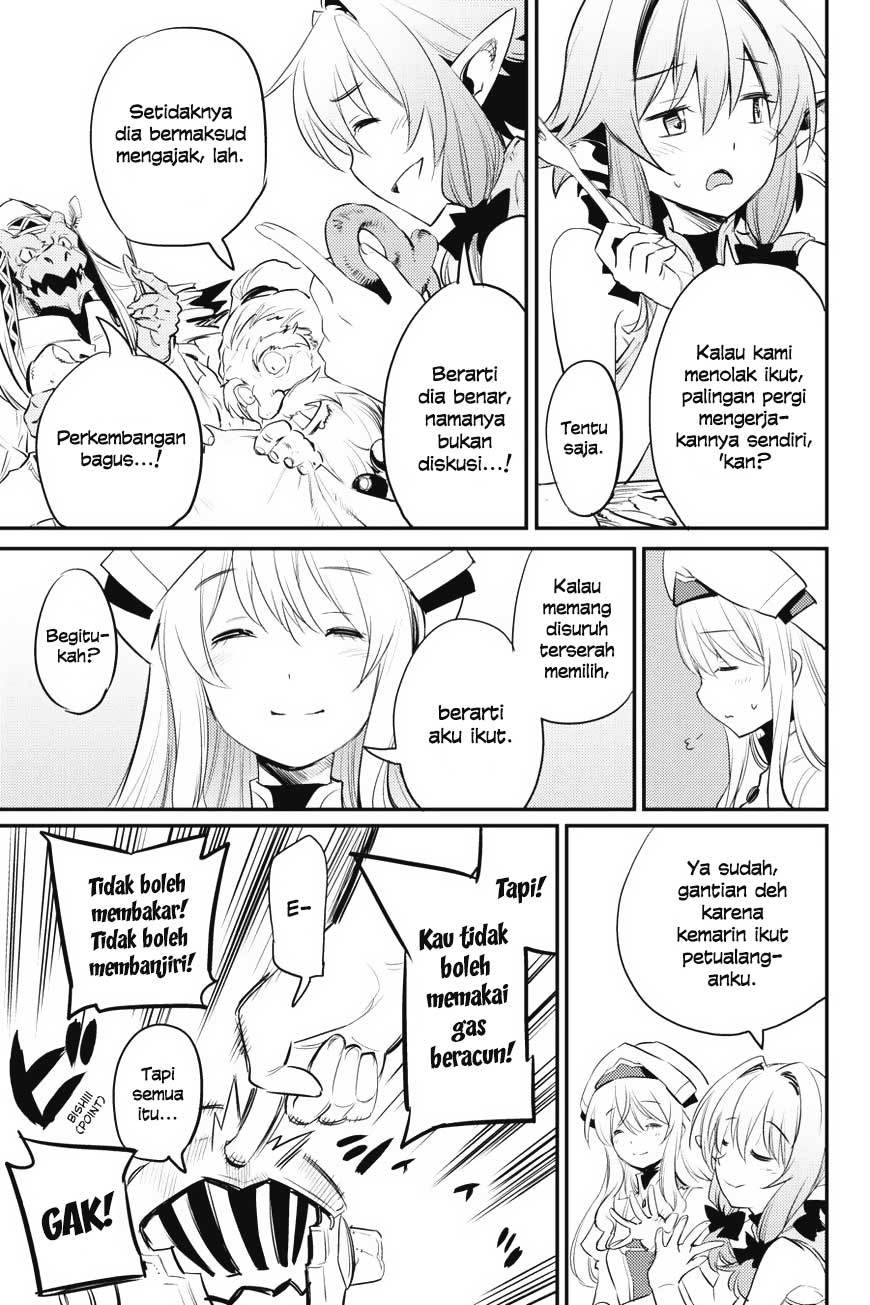 Kalau kami
menolak ikut,
palingan pergi
mengerja-
kannya sendiri,
'kan?
Tentu
saja.
Berarti
dia benar,
namanya
bukan
diskusi...!
Setidaknya
dia bermaksud
mengajak, lah.
Perkembangan
bagus...!
Kalau
memang
disuruh
terserah
memilih,
berarti
aku ikut.
Begitu-
kah?
Ya sudah,
gantian deh
karena
kemarin ikut
petualang-
anku.
Tapi!
Kau tidak
boleh
memakai
gas
beracun!
E-
Tidak boleh
membakar!
Tidak boleh
membanjiri!
Tapi
semua
itu...
BISHIII
(POINT)
GAK!